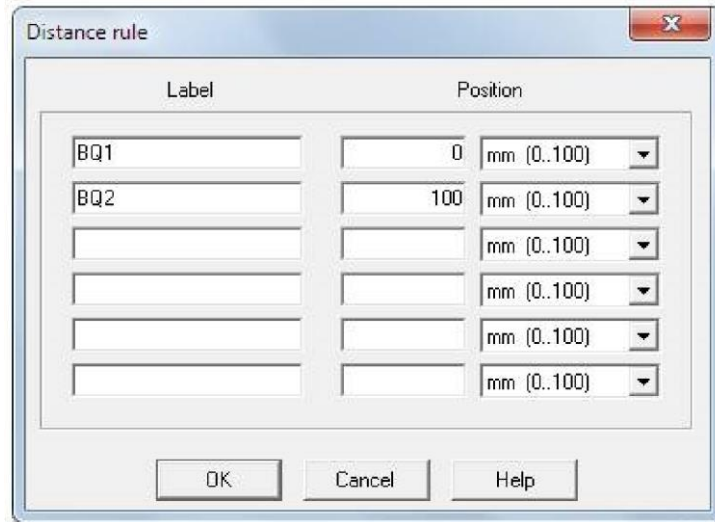 Distance rule
Label Position
BQ1 0 mm (0..100)
BQ2 100 mm (0..100)
mm (0..100)
mm (0..100)
mm (0..100)
mm (0..100)
OK Cancel Help